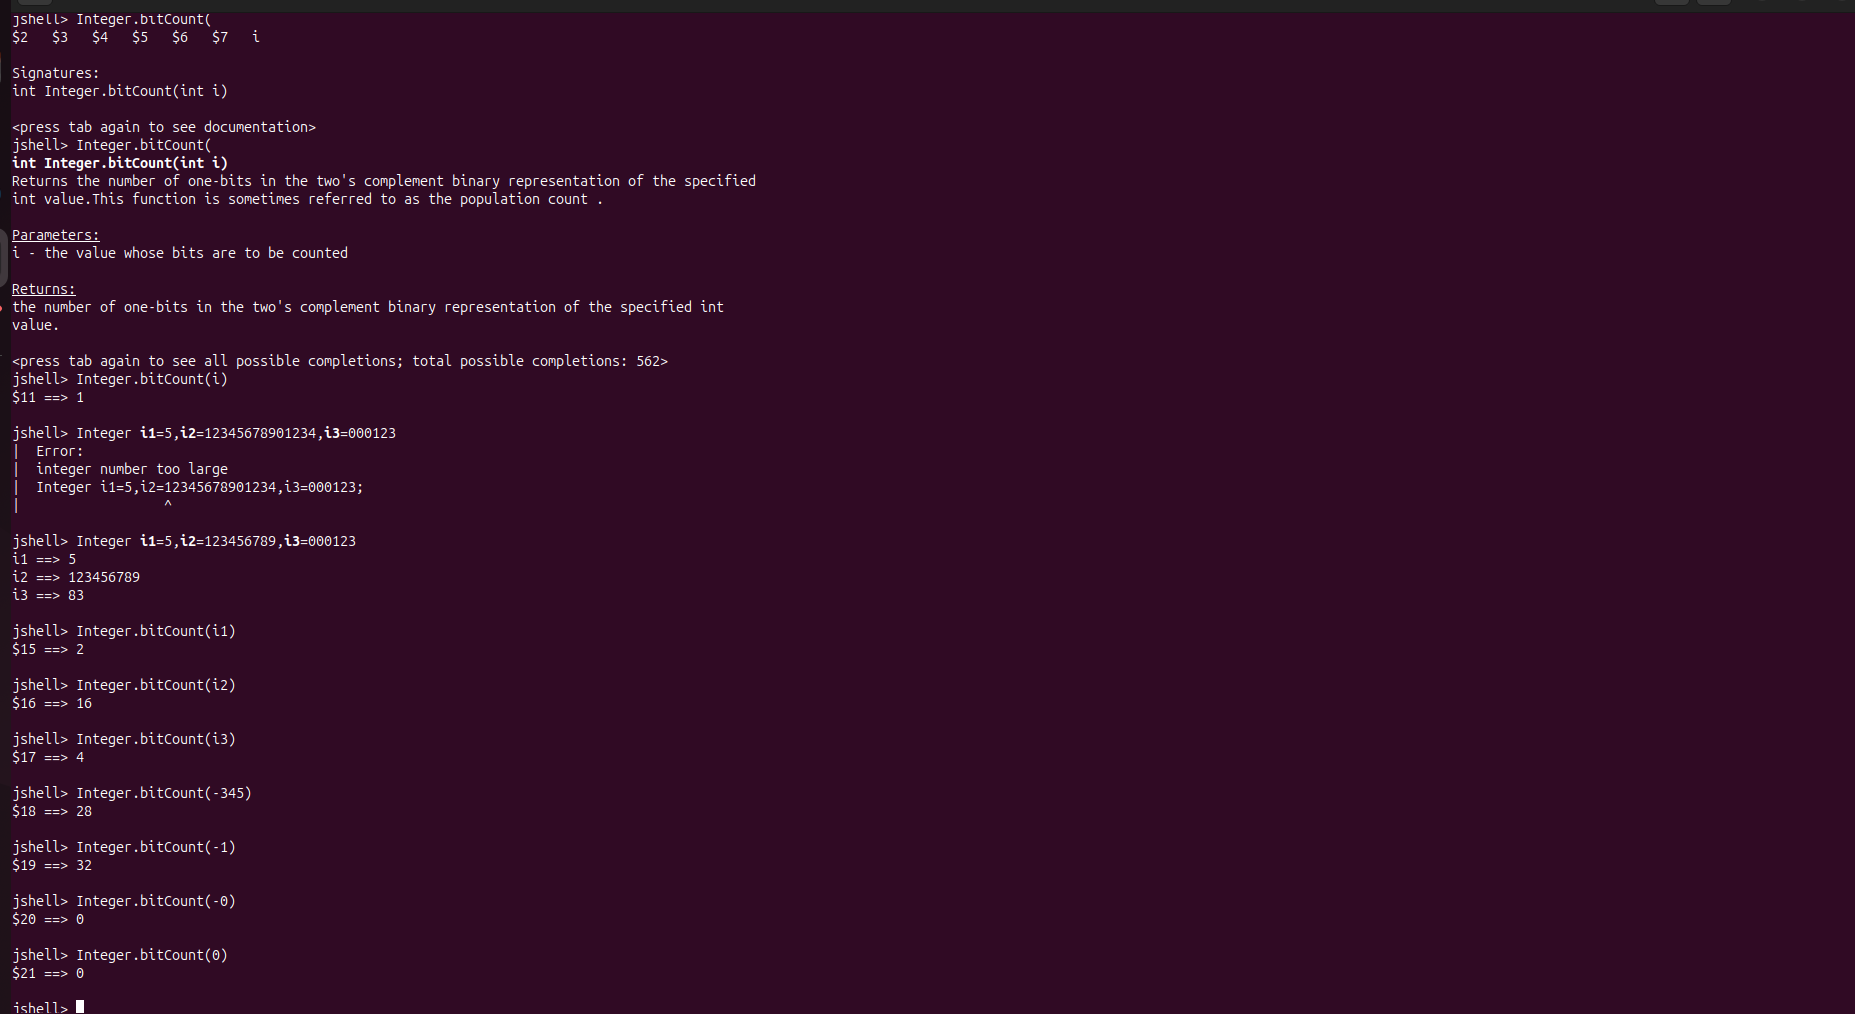 jshell> Integer.bitCount(
$2   $3   $4   $5   $6   $7   i
Signatures:
int Integer.bitCount(int i)
<press tab again to see documentation>
jshell> Integer.bitCount(
int Integer.bitCount(int i)
Returns the number of one-bits in the two's complement binary representation of the specified
int value.This function is sometimes referred to as the population count .
Parameters:
i - the value whose bits are to be counted
Returns:
the number of one-bits in the two's complement binary representation of the specified int
value.
<press tab again to see all possible completions; total possible completions: 562>
jshell> Integer.bitCount(i)
$11 ==> 1
jshell> Integer i1=5,i2=12345678901234,i3=000123
|  Error:
|  integer number too large
|  Integer i1=5,i2=12345678901234,i3=000123;
|                  ^
jshell> Integer i1=5,i2=123456789,i3=000123
i1 ==> 5
i2 ==> 123456789
i3 ==> 83
jshell> Integer.bitCount(i1)
$15 ==> 2
jshell> Integer.bitCount(i2)
$16 ==> 16
jshell> Integer.bitCount(i3)
$17 ==> 4
jshell> Integer.bitCount(-345)
$18 ==> 28
jshell> Integer.bitCount(-1)
$19 ==> 32
jshell> Integer.bitCount(-0)
$20 ==> 0
jshell> Integer.bitCount(0)
$21 ==> 0
jshell>